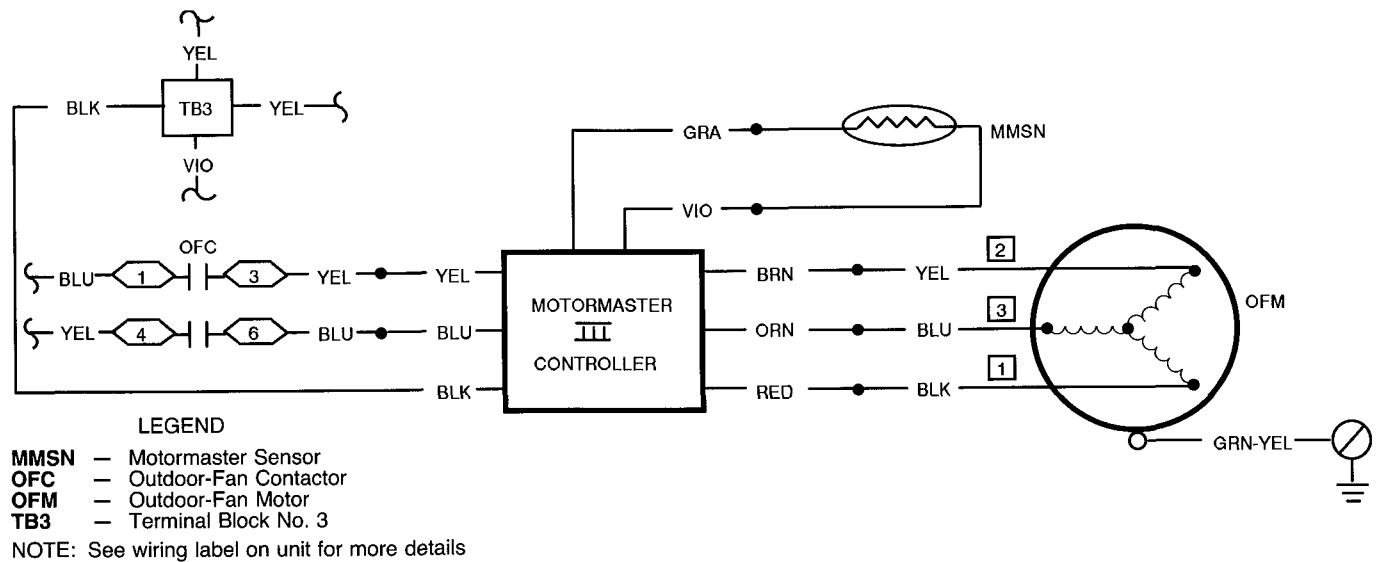 YEL
BLK TB3 YEL
VIO
GRA MMSN
VIO
OFC
BLU 1 3 YEL YEL
YEL 4 6 BLU BLU
BLK
MOTORMASTER
III
CONTROLLER
BRN YEL 2
ORN BLU 3
RED BLK 1
OFM
GRN-YEL
LEGEND
MMSN — Motormaster Sensor
OFC — Outdoor-Fan Contactor
OFM — Outdoor-Fan Motor
TB3 — Terminal Block No. 3
NOTE: See wiring label on unit for more details